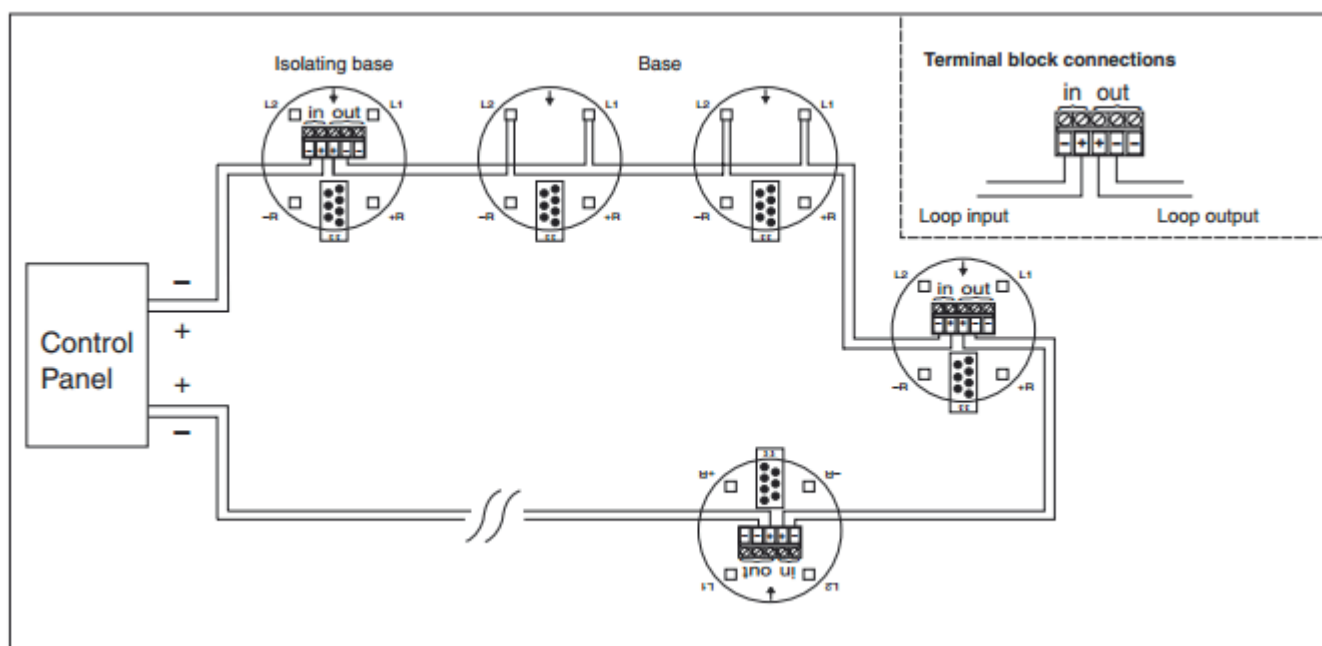 Isolating base
Base
Terminal block connections
in out
− + + − −
Loop input
Loop output
L2
in out
L1
− + + − −
−R
+R
L2
L1
−R
+R
L2
L1
−R
+R
L2
in out
L1
− + + − −
−R
+R
Control
Panel
−
+
+
−
R+
R−
− − + + −
out in
L1
L2